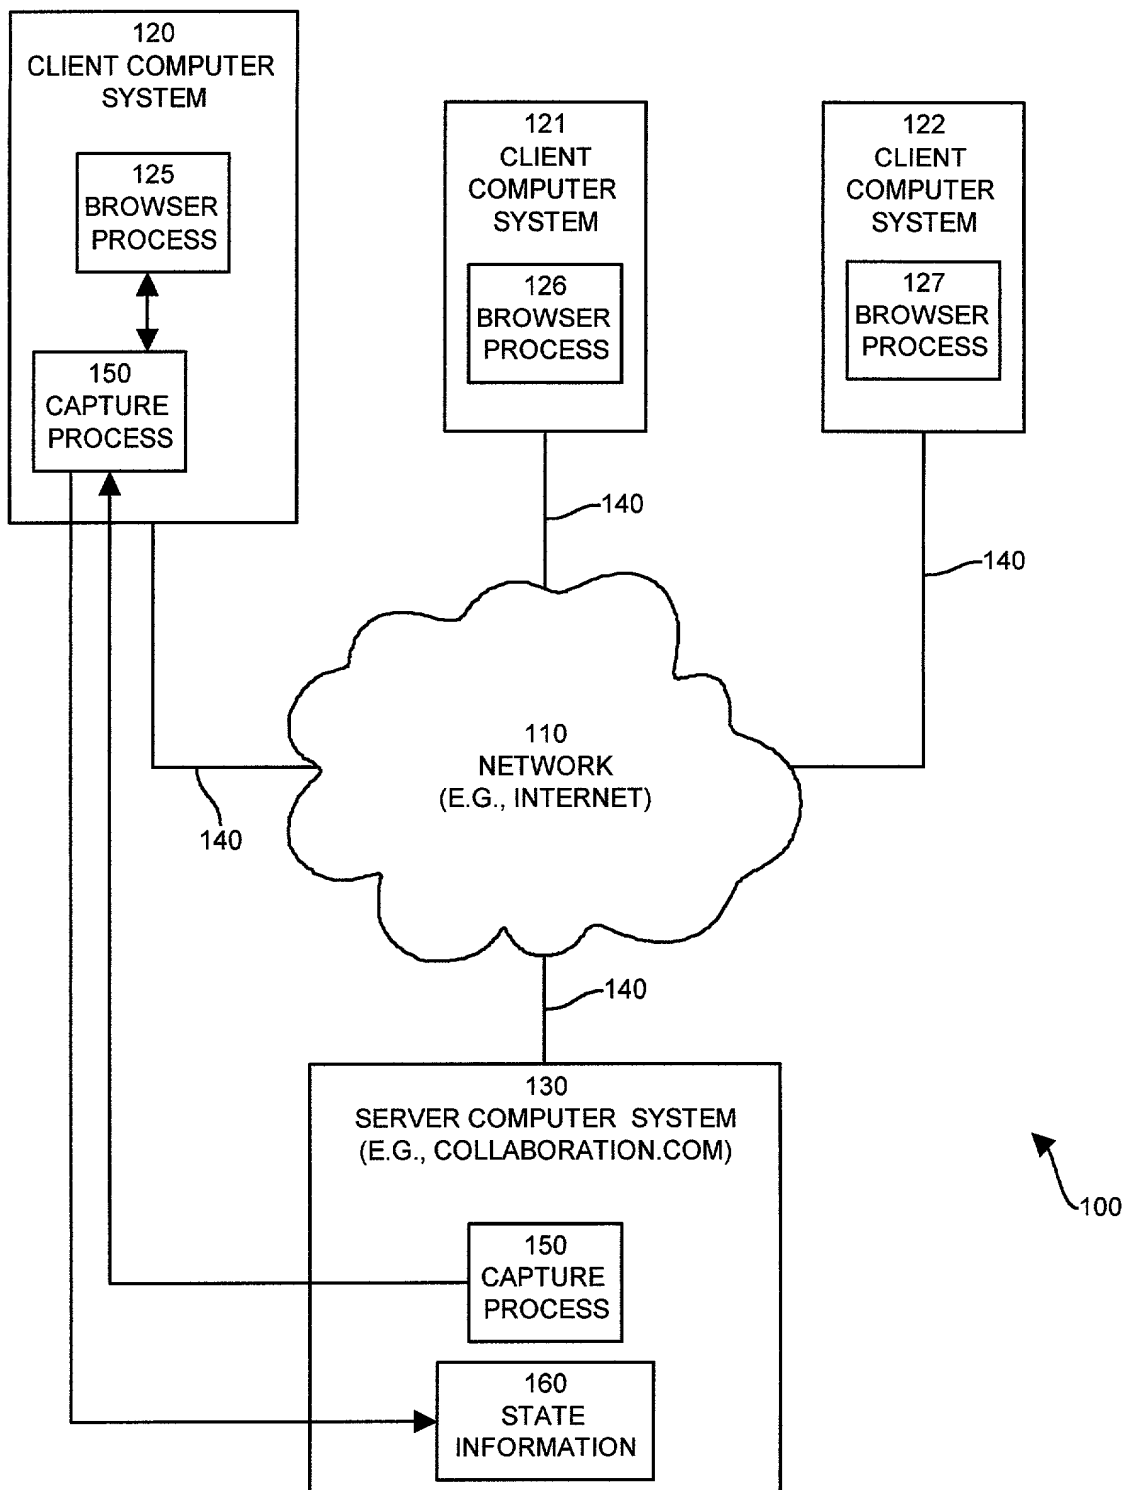 120
CLIENT COMPUTER
SYSTEM
125
BROWSER
PROCESS
150
CAPTURE
PROCESS
121
CLIENT
COMPUTER
SYSTEM
126
BROWSER
PROCESS
122
CLIENT
COMPUTER
SYSTEM
127
BROWSER
PROCESS
140
140
110
NETWORK
(E.G., INTERNET)
140
140
130
SERVER COMPUTER SYSTEM
(E.G., COLLABORATION.COM)
100
150
CAPTURE
PROCESS
160
STATE
INFORMATION